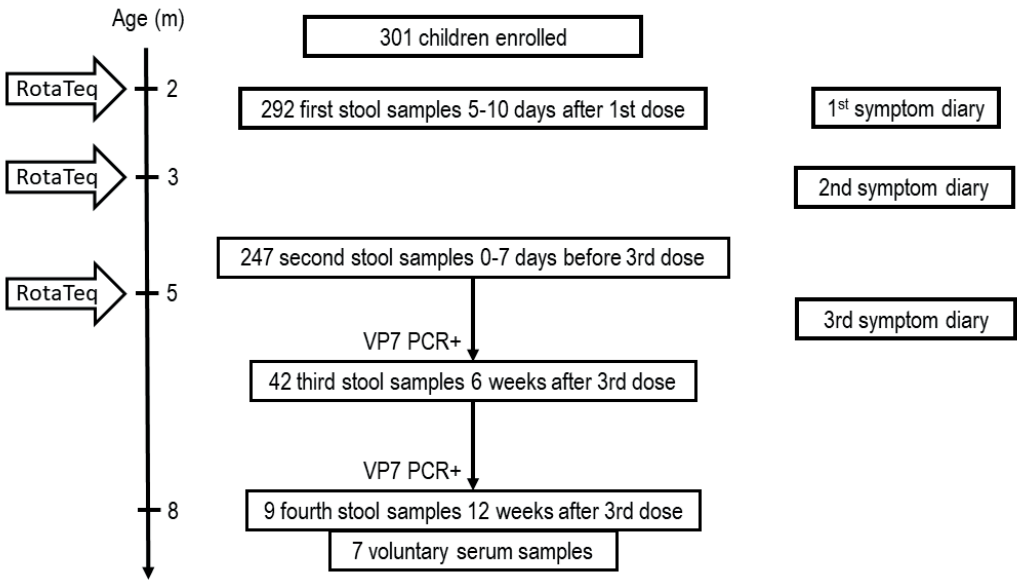 Age (m)
301 children enrolled
RotaTeq
2
292 first stool samples 5-10 days after 1st dose
1st symptom diary
RotaTeq
3
2nd symptom diary
247 second stool samples 0-7 days before 3rd dose
RotaTeq
5
3rd symptom diary
VP7 PCR+
42 third stool samples 6 weeks after 3rd dose
VP7 PCR+
9 fourth stool samples 12 weeks after 3rd dose
8
7 voluntary serum samples